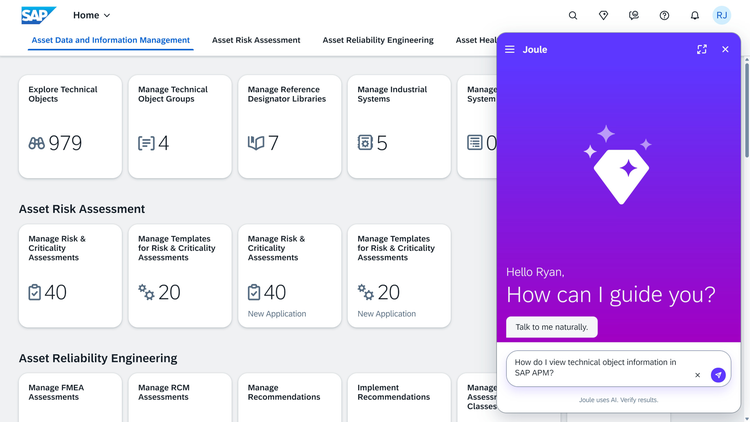 SAP Home RJ
Asset Data and Information Management Asset Risk Assessment Asset Reliability Engineering Asset Heal
Explore Technical
Objects
979
Manage Technical
Object Groups
4
Manage Reference
Designator Libraries
7
Manage Industrial
Systems
5
Manage
System
0
Asset Risk Assessment
Manage Risk &
Criticality
Assessments
40
Manage Templates
for Risk & Criticality
Assessments
20
Manage Risk &
Criticality
Assessments
40
New Application
Manage Templates
for Risk & Criticality
Assessments
20
New Application
Asset Reliability Engineering
Manage FMEA
Assessments
Manage RCM
Assessments
Manage
Recommendations
Implement
Recommendations
Manage
Assessm
Classes
Joule
Hello Ryan,
How can I guide you?
Talk to me naturally.
How do I view technical object information in
SAP APM?
Joule uses AI. Verify results.